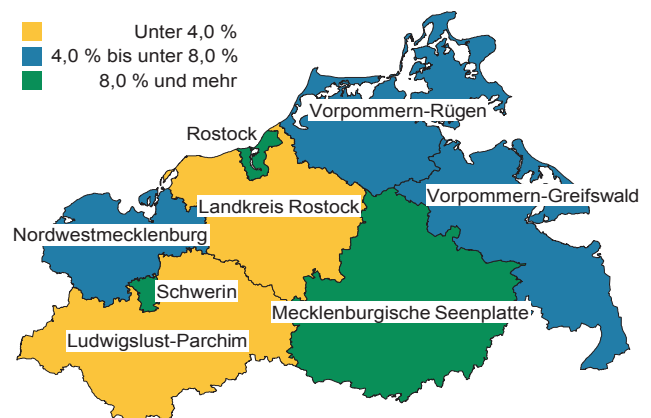 Unter 4,0 %
4,0 % bis unter 8,0 %
8,0 % und mehr
Vorpommern-Rügen
Rostock
Vorpommern-Greifswald
Landkreis Rostock
Nordwestmecklenburg
Schwerin
Mecklenburgische Seenplatte
Ludwigslust-Parchim